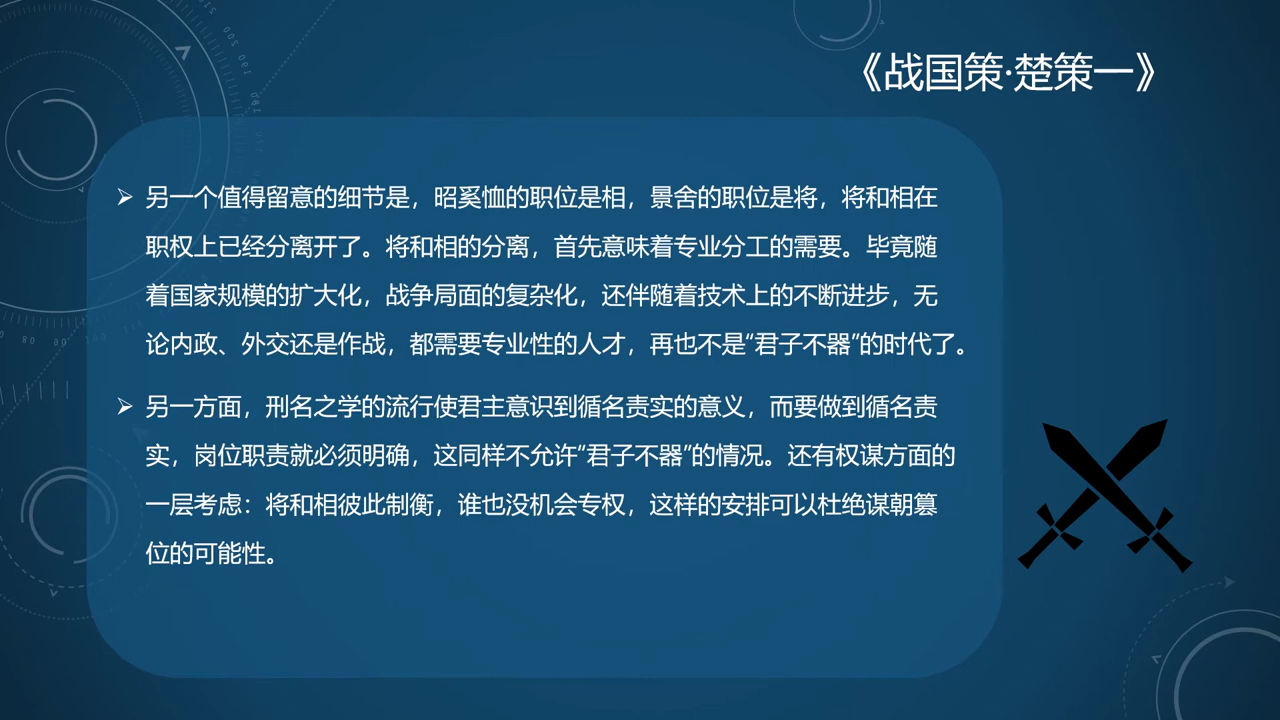 《战国策·楚策一》
➢ 另一个值得留意的细节是，昭奚恤的职位是相，景舍的职位是将，将和相在
职权上已经分离开了。将和相的分离，首先意味着专业分工的需要。毕竟随
着国家规模的扩大化，战争局面的复杂化，还伴随着技术上的不断进步，无
论内政、外交还是作战，都需要专业性的人才，再也不是“君子不器”的时代了。
➢ 另一方面，刑名之学的流行使君主意识到循名责实的意义，而要做到循名责
实，岗位职责就必须明确，这同样不允许“君子不器”的情况。还有权谋方面的
一层考虑：将和相彼此制衡，谁也没机会专权，这样的安排可以杜绝谋朝篡
位的可能性。